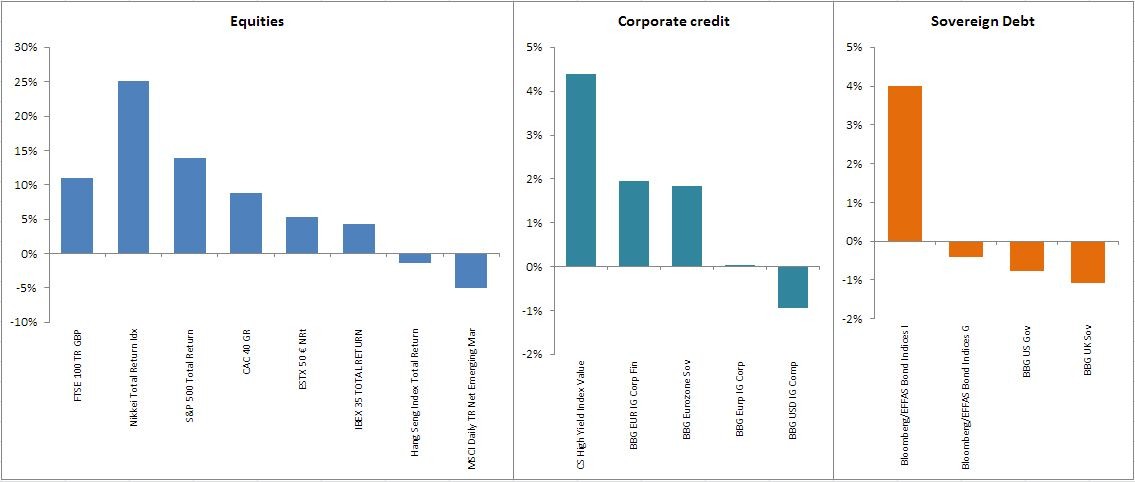 Equities
30%
25%
20%
15%
10%
5%
0%
-5%
-10%
FTSE 100 TR GBP
Nikkei Total Return Idx
S&P 500 Total Return
CAC 40 GR
ESTX 50 € NRt
IBEX 35 TOTAL RETURN
Hang Seng Index Total Return
MSCI Daily TR Net Emerging Mar
Corporate credit
5%
4%
3%
2%
1%
0%
-1%
-2%
CS High Yield Index Value
BBG EUR IG Corp Fin
BBG Eurozone Sov
BBG Eurp IG Corp
BBG USD IG Comp
Sovereign Debt
5%
4%
3%
2%
1%
0%
-1%
-2%
Bloomberg/EFFAS Bond Indices I
Bloomberg/EFFAS Bond Indices G
BBG US Gov
BBG UK Sov